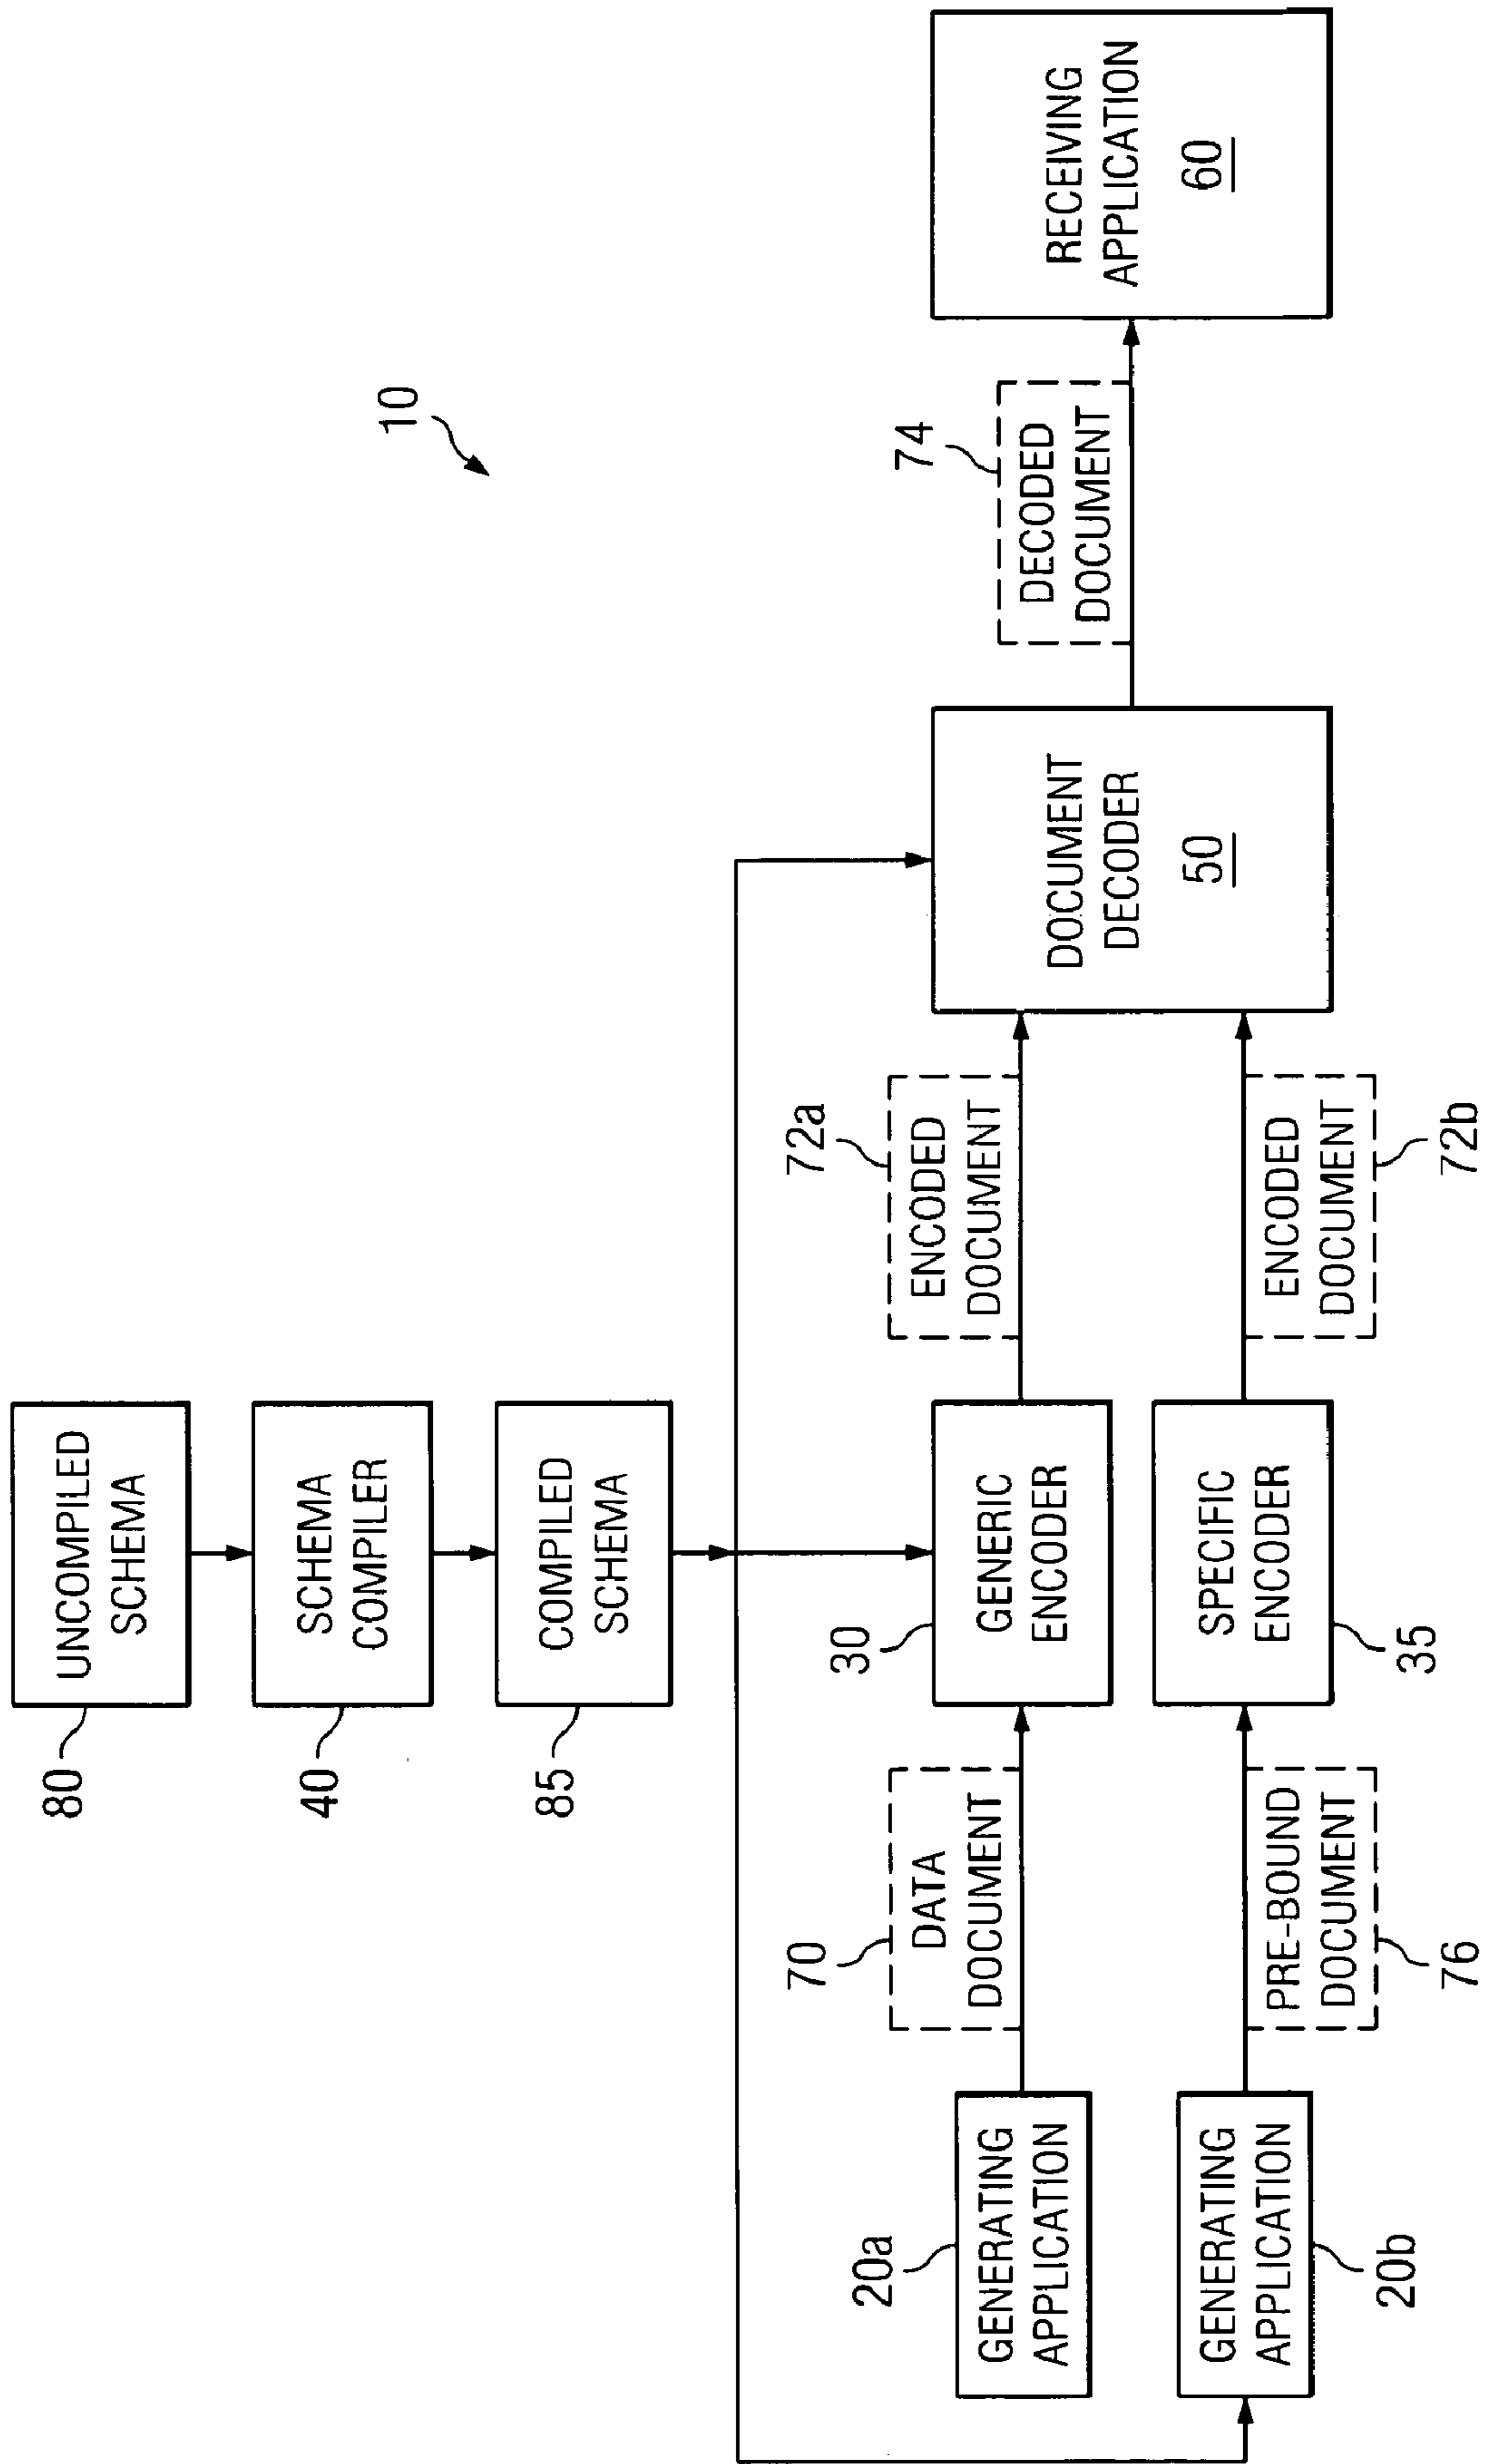 80
UNCOMPILED
SCHEMA
40
SCHEMA
COMPILER
85
COMPILED
SCHEMA
10
20a
GENERATING
APPLICATION
70
DATA
DOCUMENT
30
GENERIC
ENCODER
72a
ENCODED
DOCUMENT
DOCUMENT
DECODER
50
74
DECODED
DOCUMENT
RECEIVING
APPLICATION
60
GENERATING
APPLICATION
20b
PRE-BOUND
DOCUMENT
76
SPECIFIC
ENCODER
35
ENCODED
DOCUMENT
72b